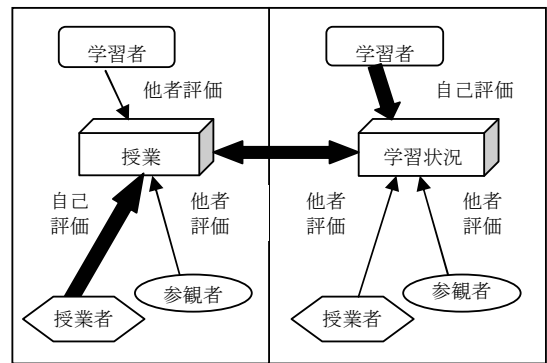 学習者
他者評価
授業
自己
評価
他者
評価
授業者
参観者
学習者
自己評価
学習状況
他者
評価
他者
評価
授業者
参観者